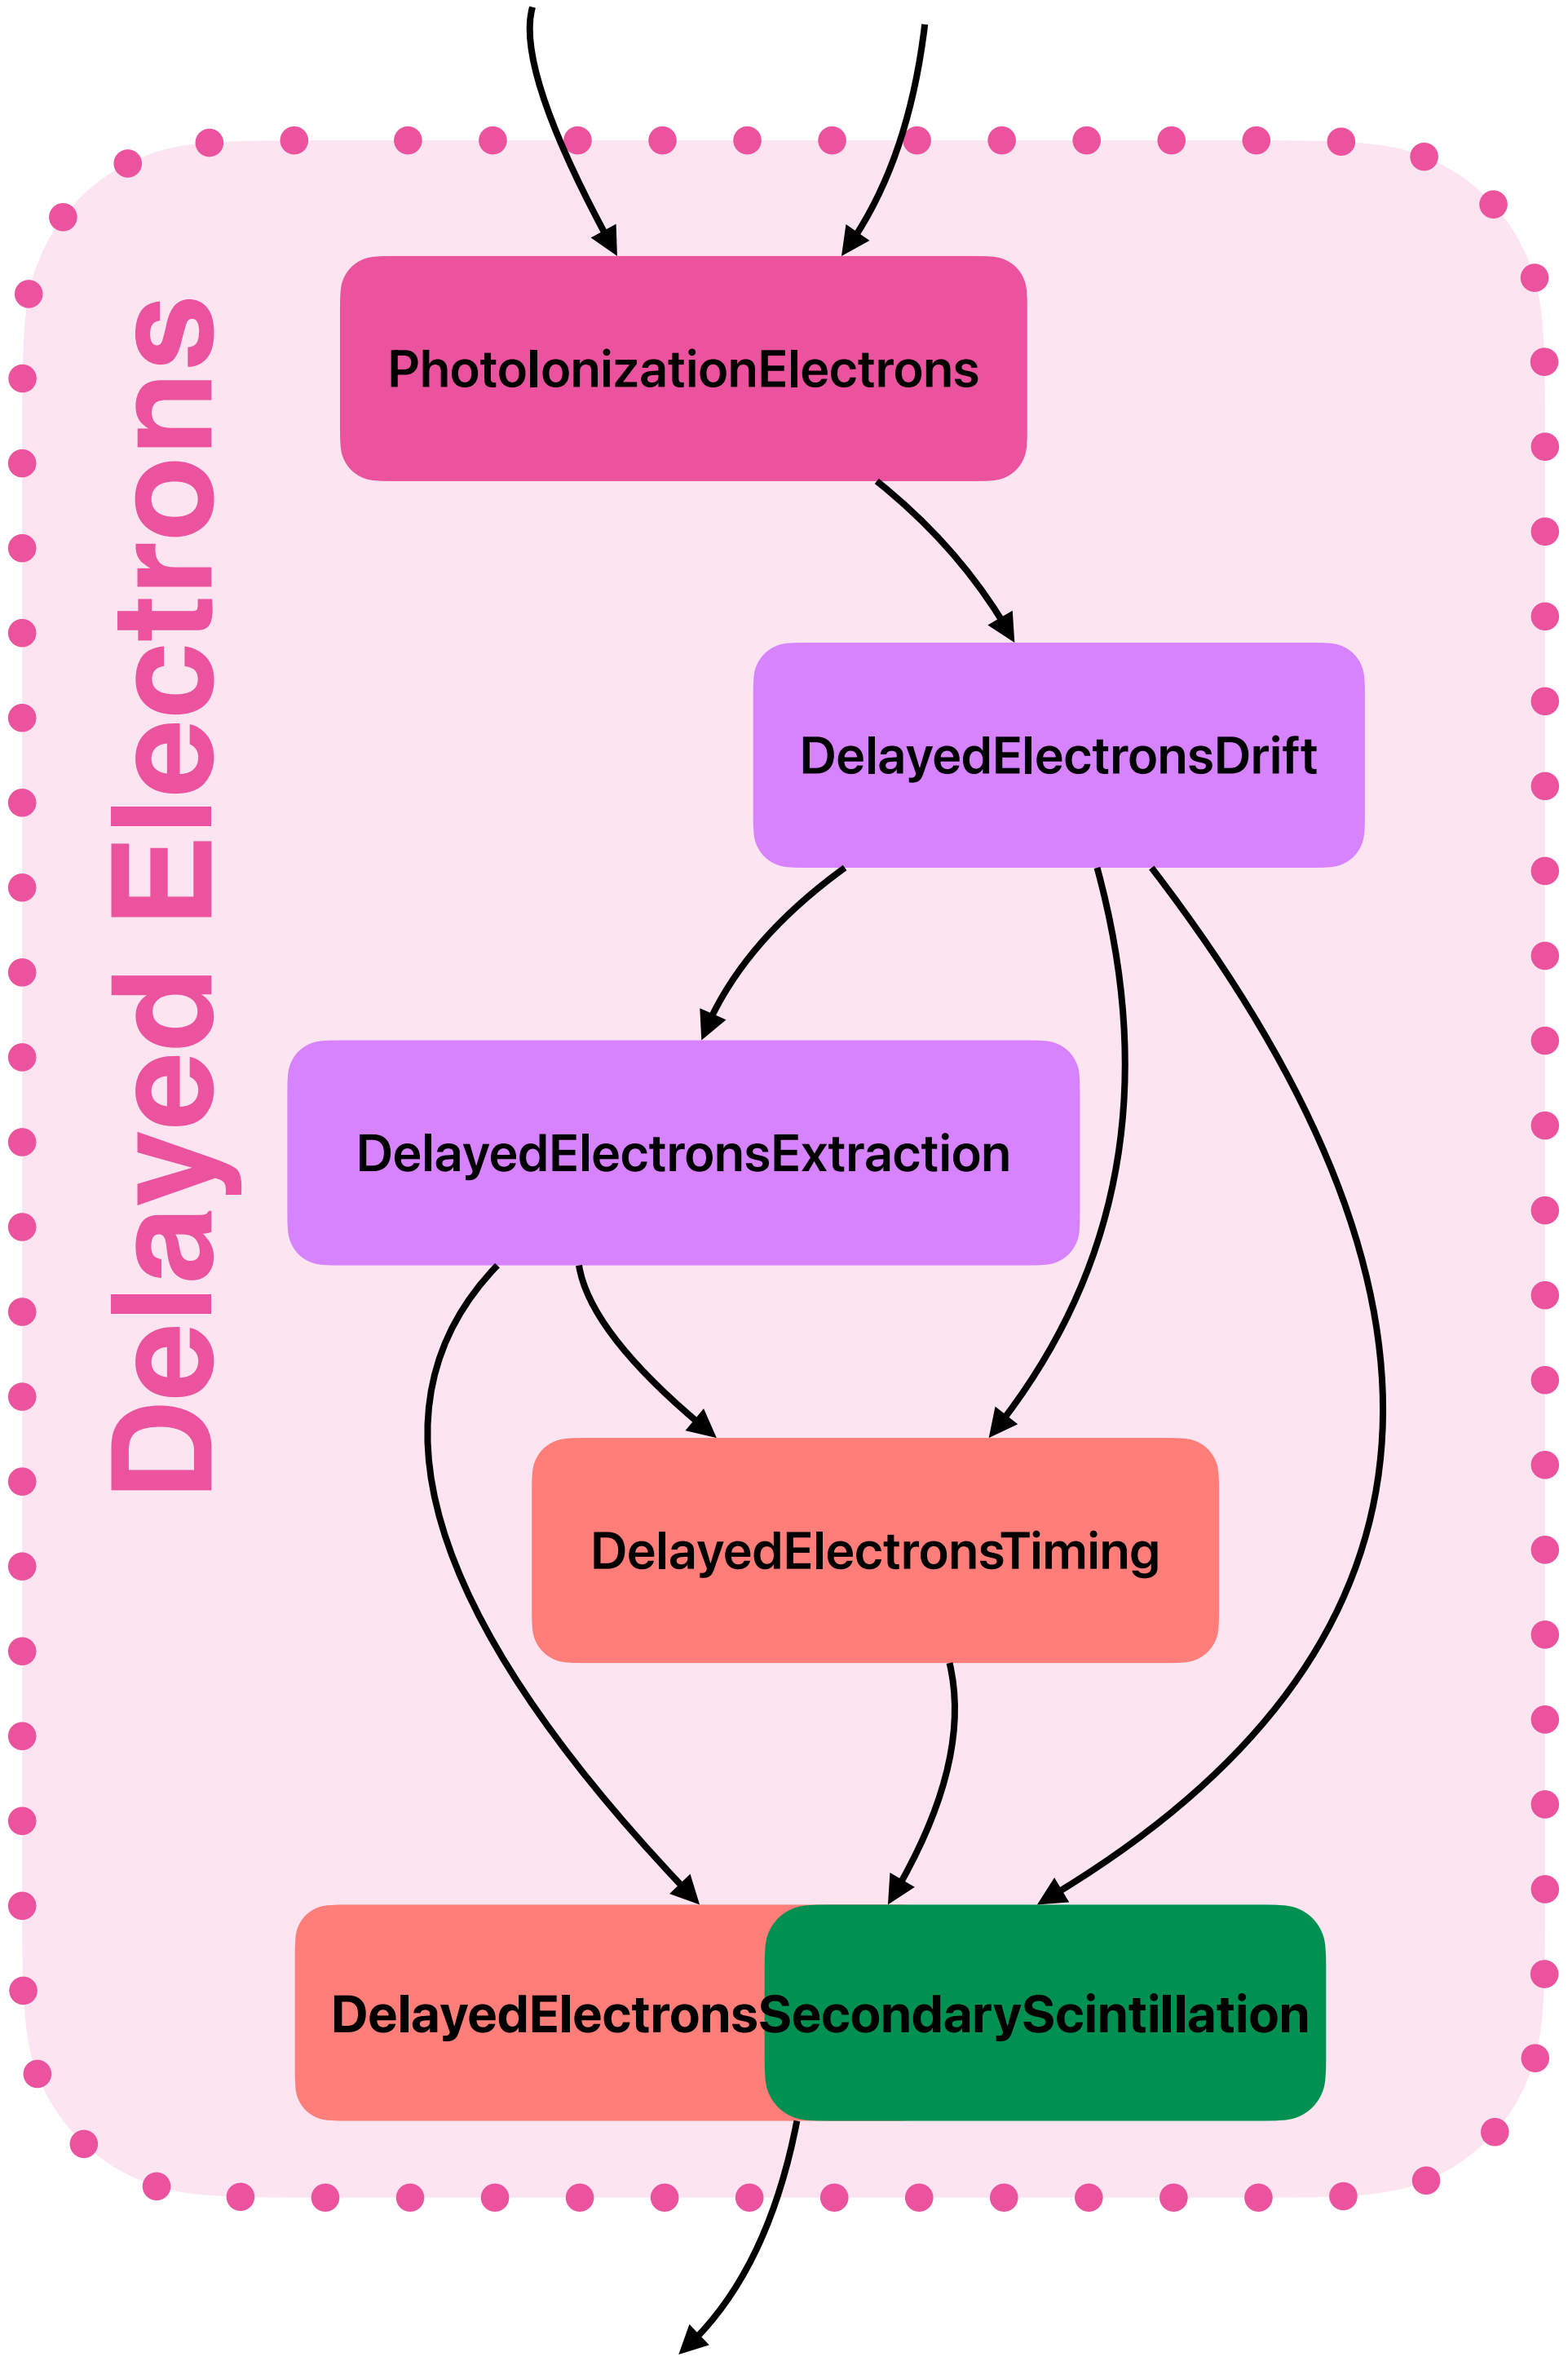 Delayed Electrons
PhotoIonizationElectrons
DelayedElectronsDrift
DelayedElectronsExtraction
DelayedElectronsTiming
DelayedElectronsSecondaryScintillation